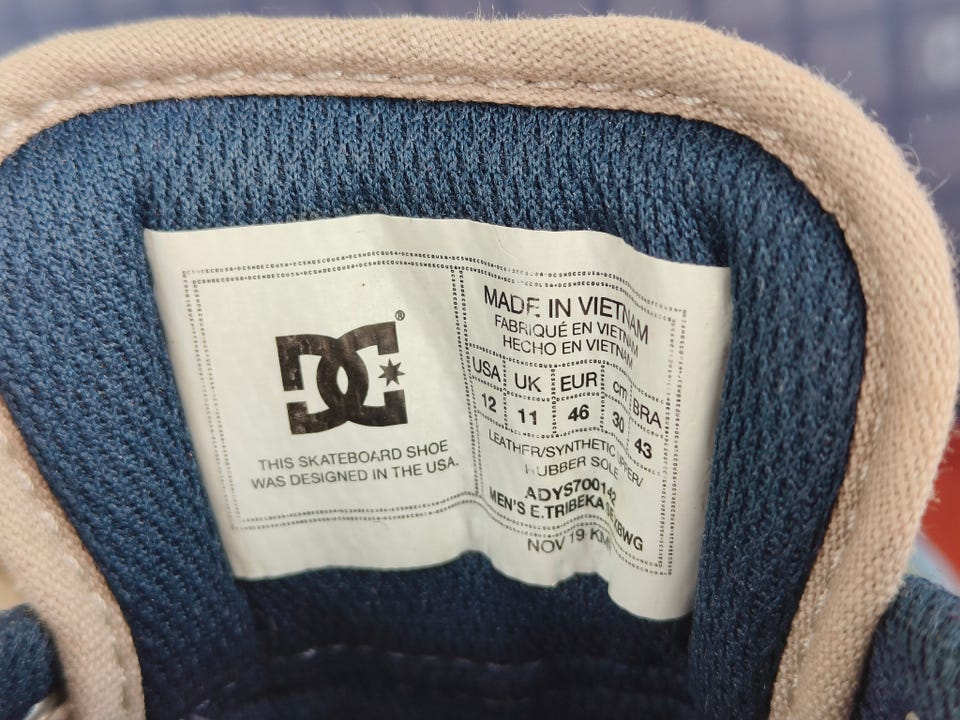 DC®
THIS SKATEBOARD SHOE
WAS DESIGNED IN THE USA.
MADE IN VIETNAM
FABRIQUÉ EN VIETNAM
HECHO EN VIETNAM
USA UK EUR cm BRA
12 11 46 30 43
LEATHER/SYNTHETIC UPPER/
RUBBER SOLE
ADYS700142
MEN'S E.TRIBEKA SE XBWG
NOV 19